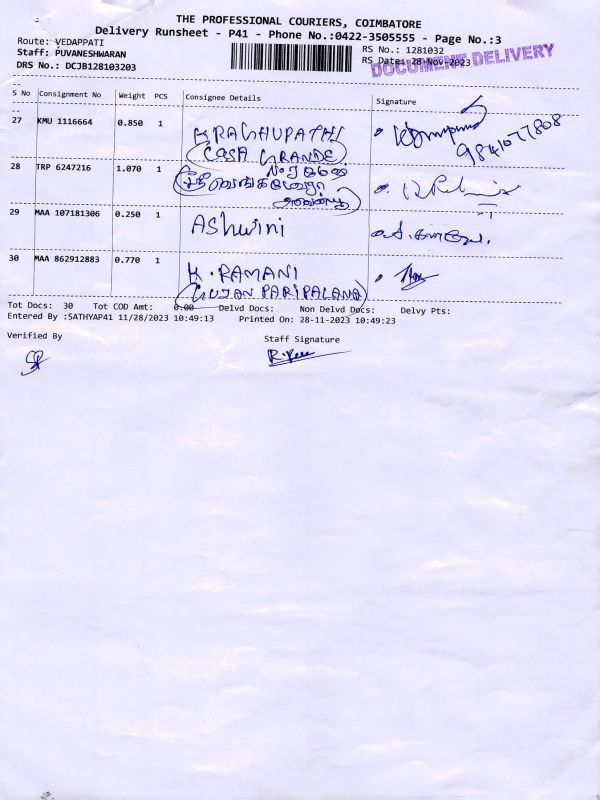 THE PROFESSIONAL COURIERS, COIMBATORE
Delivery Runsheet - P41 - Phone No.:0422-3505555 - Page No.:3
Route: VEDAPPATI
RS No.: 1281032
Staff: PUVANESHWARAN
RS Date: 28-Nov-2023
DOCUMENT DELIVERY
DRS No.: DCJB128103203
S No Consignment No Weight PCS Consignee Details Signature
27 KMU 1116664 0.850 1
RAGHUPATHI
9841077808
(CASA GRANDE)
28 TRP 6247216 1.070 1
29 MAA 107181306 0.250 1
Ashwini
30 MAA 862912883 0.770 1
K. RAMANI
(GUJAN PARIPALANA)
Tot Docs: 30 Tot COD Amt: 0.00 Delvd Docs: Non Delvd Docs: Delvy Pts:
Entered By :SATHYAP41 11/28/2023 10:49:13 Printed On: 28-11-2023 10:49:23
Verified By
Staff Signature